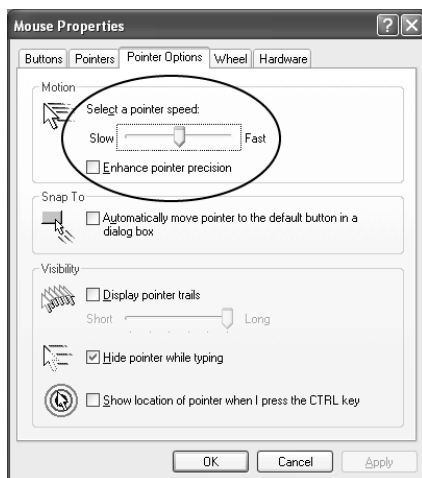 Mouse Properties
Buttons Pointers Pointer Options Wheel Hardware
Motion
Select a pointer speed:
Slow Fast
Enhance pointer precision
Snap To
Automatically move pointer to the default button in a
dialog box
Visibility
Display pointer trails
Short Long
Hide pointer while typing
Show location of pointer when I press the CTRL key
OK Cancel Apply